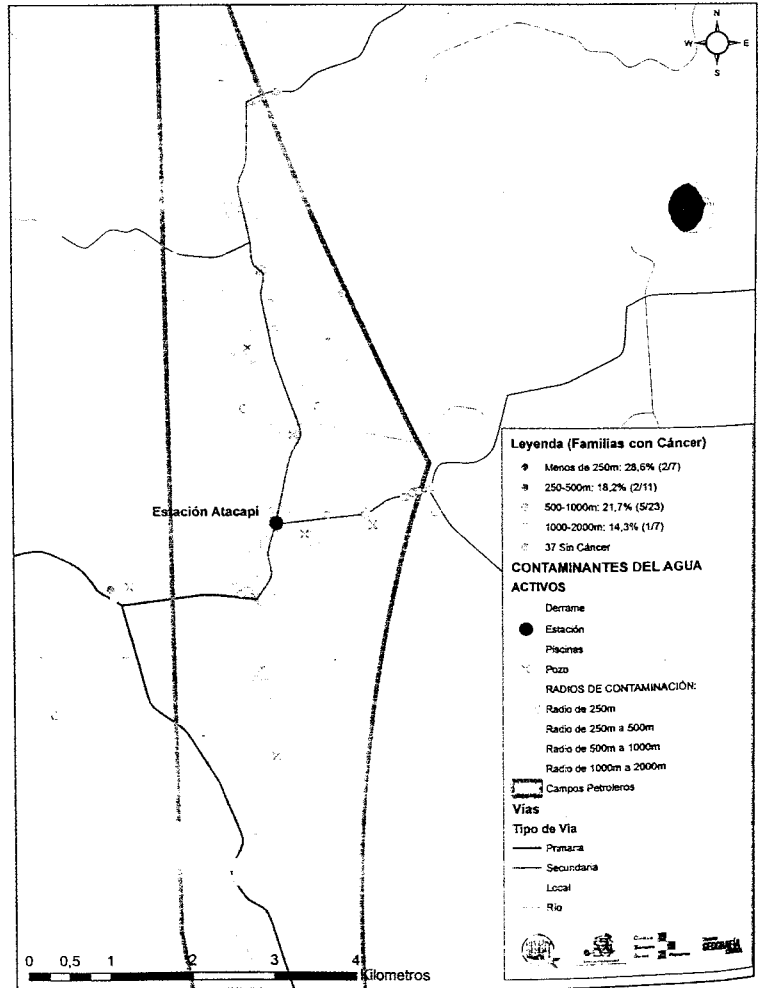 N
W E
S
Estación Atacapi
Leyenda (Familias con Cáncer)
Menos de 250m: 28,6% (2/7)
250-500m: 18,2% (2/11)
500-1000m: 21,7% (5/23)
1000-2000m: 14,3% (1/7)
37 Sin Cáncer
CONTAMINANTES DEL AGUA
ACTIVOS
Derrame
Estación
Piscinas
Pozo
RADIOS DE CONTAMINACIÓN:
Radio de 250m
Radio de 250m a 500m
Radio de 500m a 1000m
Radio de 1000m a 2000m
Campos Petroleros
Vías
Tipo de Via
Primaria
Secundaria
Local
Rio
GEOGRAFÍA
0 0,5 1 2 3 4
Kilometros